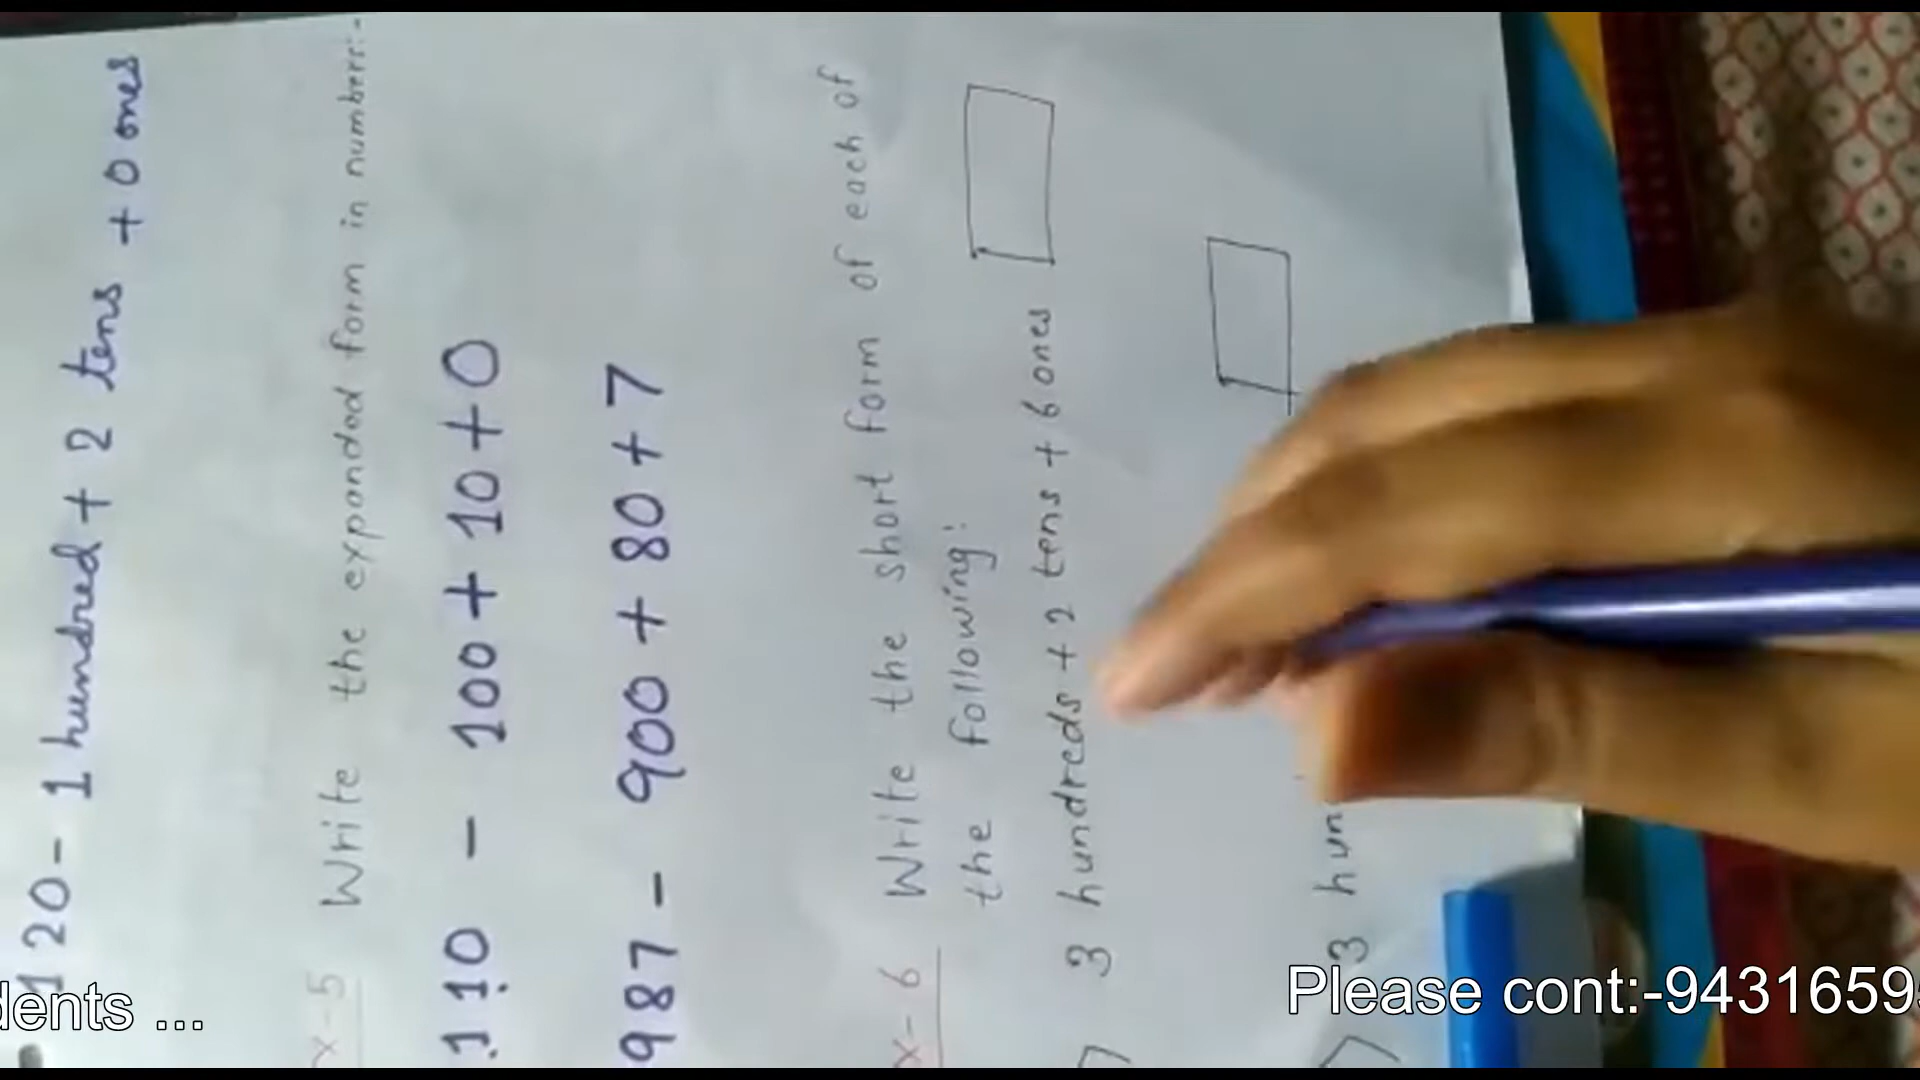 120- 1 hundred + 2 tens + 0 ones
x-5 Write the expanded form in numbers:-
110 - 100 + 10 + 0
987 - 900 + 80 + 7
x-6 Write the short form of each of
the following:
3 hundreds + 2 tens + 6 ones
3 hun
dents ...
Please cont:-9431659